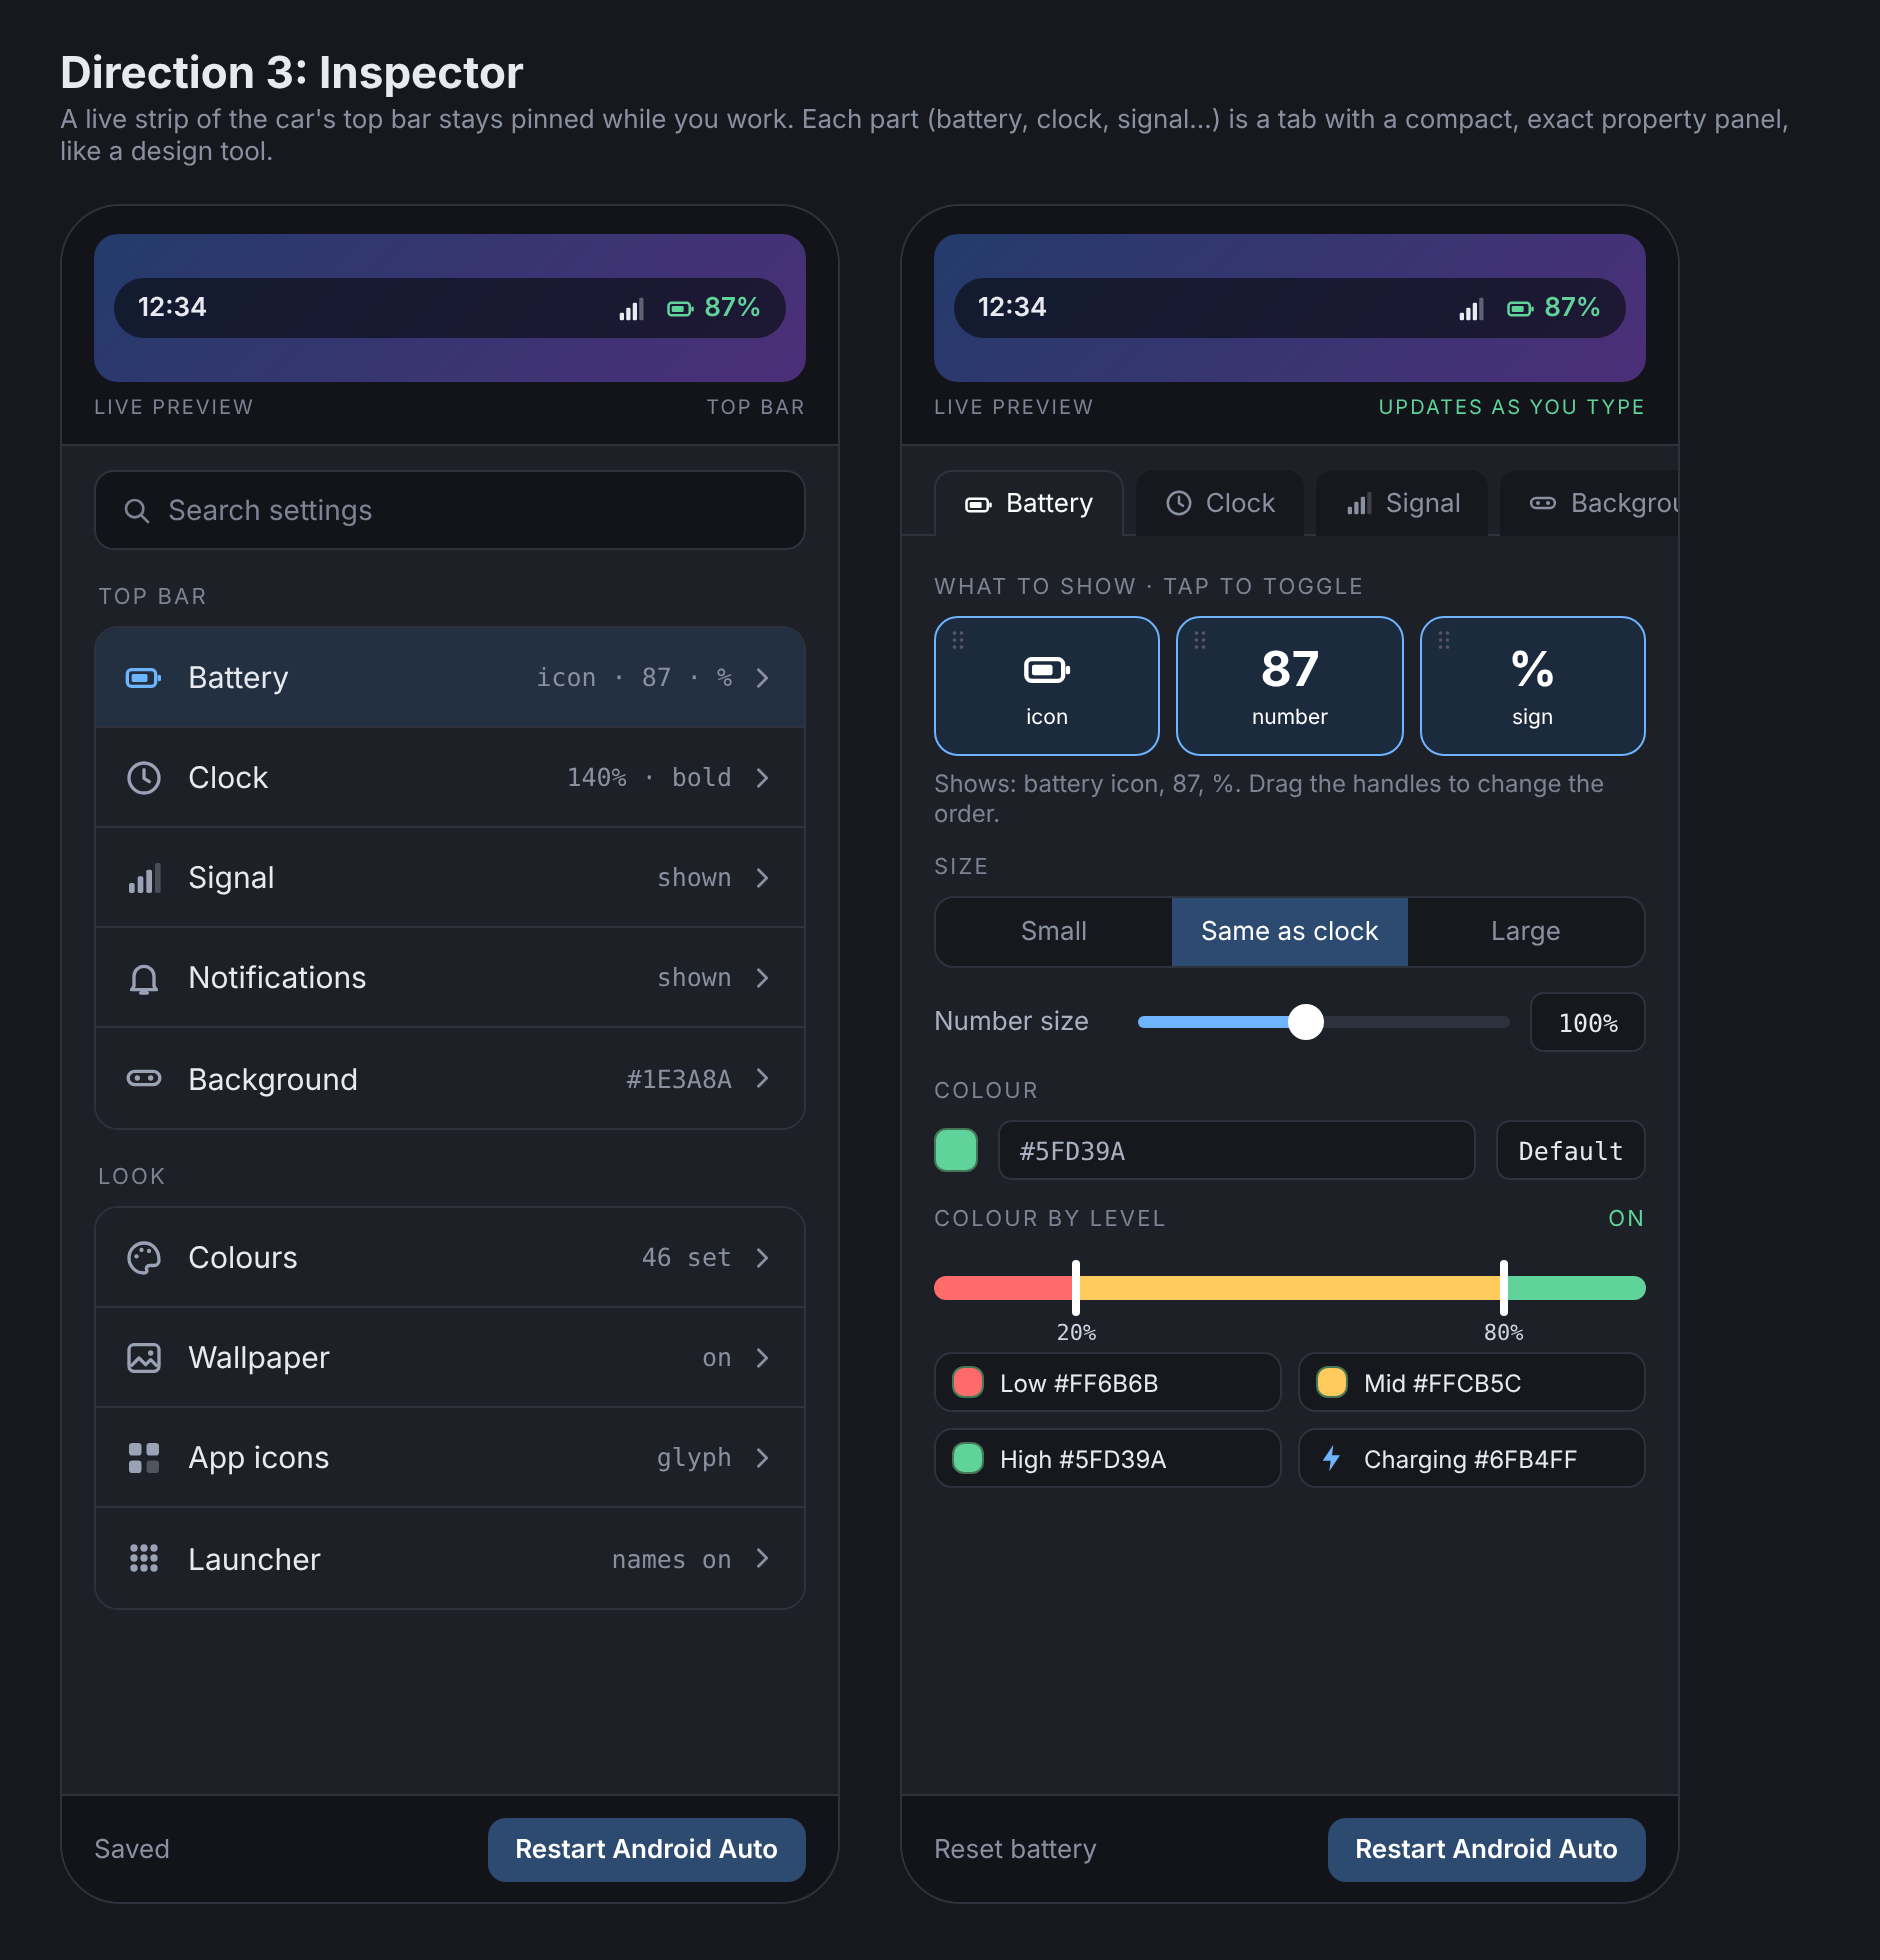 Direction 3: Inspector
A live strip of the car's top bar stays pinned while you work. Each part (battery, clock, signal...) is a tab with a compact, exact property panel,
like a design tool.
12:34 87%
LIVE PREVIEW TOP BAR
Search settings
TOP BAR
Battery icon · 87 · %
Clock 140% · bold
Signal shown
Notifications shown
Background #1E3A8A
LOOK
Colours 46 set
Wallpaper on
App icons glyph
Launcher names on
Saved Restart Android Auto
12:34 87%
LIVE PREVIEW UPDATES AS YOU TYPE
Battery Clock Signal Backgrou
WHAT TO SHOW · TAP TO TOGGLE
87 %
icon number sign
Shows: battery icon, 87, %. Drag the handles to change the
order.
SIZE
Small Same as clock Large
Number size 100%
COLOUR
#5FD39A Default
COLOUR BY LEVEL ON
20% 80%
Low #FF6B6B Mid #FFCB5C
High #5FD39A Charging #6FB4FF
Reset battery Restart Android Auto